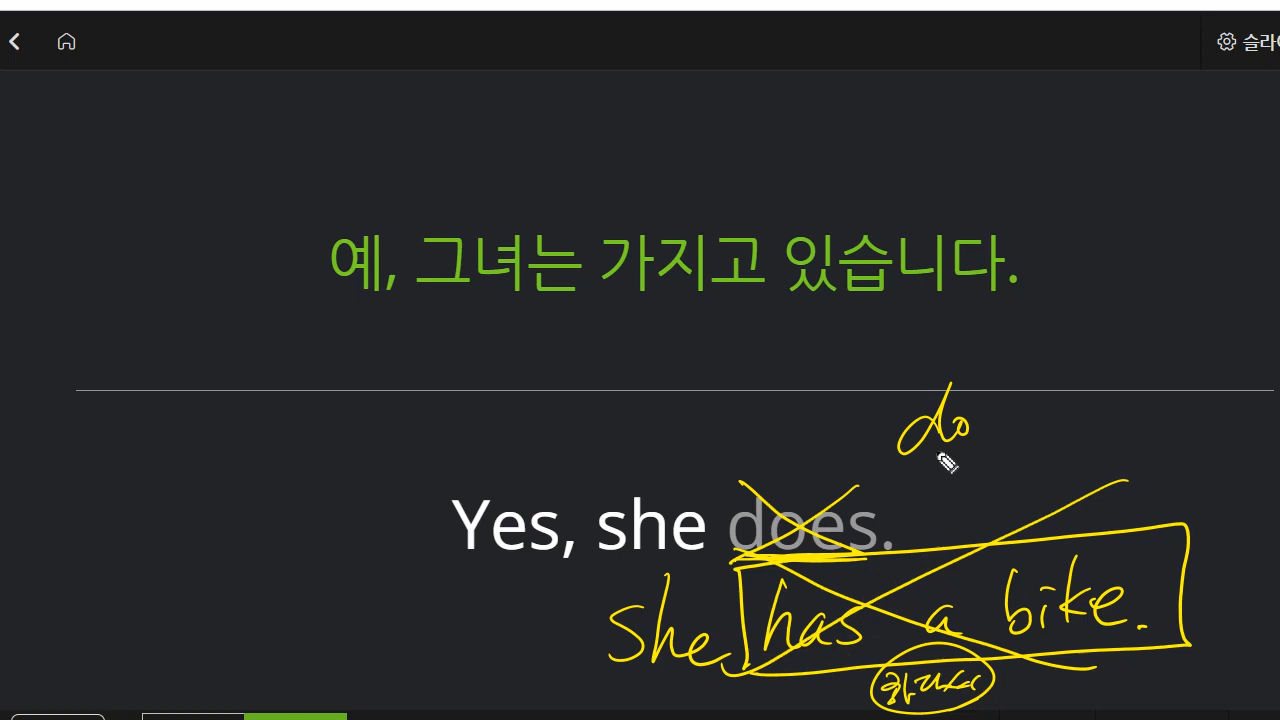 슬라
예, 그녀는 가지고 있습니다.
do
Yes, she does.
she has a bike.